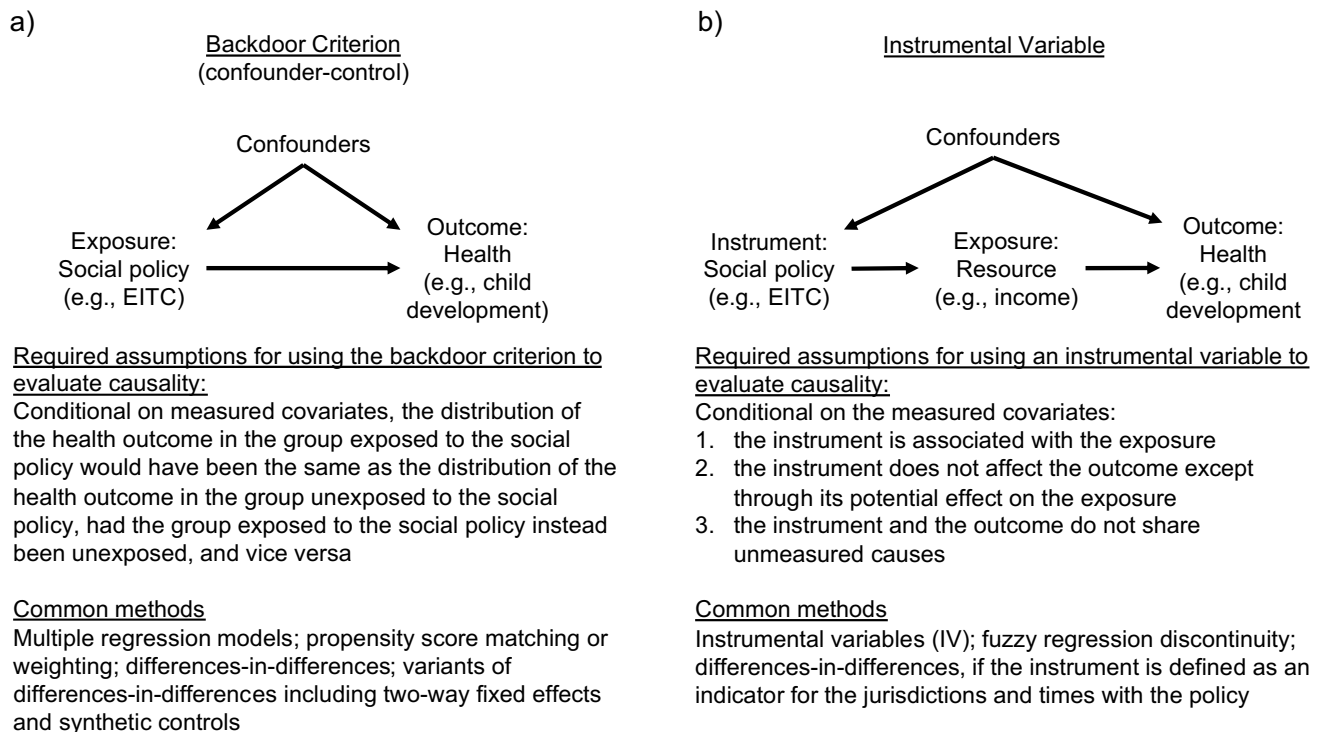 a)
Backdoor Criterion
(confounder-control)
Confounders
Exposure:
Social policy
(e.g., EITC)
Outcome:
Health
(e.g., child
development)
Required assumptions for using the backdoor criterion to
evaluate causality:
Conditional on measured covariates, the distribution of
the health outcome in the group exposed to the social
policy would have been the same as the distribution of the
health outcome in the group unexposed to the social
policy, had the group exposed to the social policy instead
been unexposed, and vice versa
Common methods
Multiple regression models; propensity score matching or
weighting; differences-in-differences; variants of
differences-in-differences including two-way fixed effects
and synthetic controls
b)
Instrumental Variable
Confounders
Instrument:
Social policy
(e.g., EITC)
Exposure:
Resource
(e.g., income)
Outcome:
Health
(e.g., child
development
Required assumptions for using an instrumental variable to
evaluate causality:
Conditional on the measured covariates:
1. the instrument is associated with the exposure
2. the instrument does not affect the outcome except
through its potential effect on the exposure
3. the instrument and the outcome do not share
unmeasured causes
Common methods
Instrumental variables (IV); fuzzy regression discontinuity;
differences-in-differences, if the instrument is defined as an
indicator for the jurisdictions and times with the policy